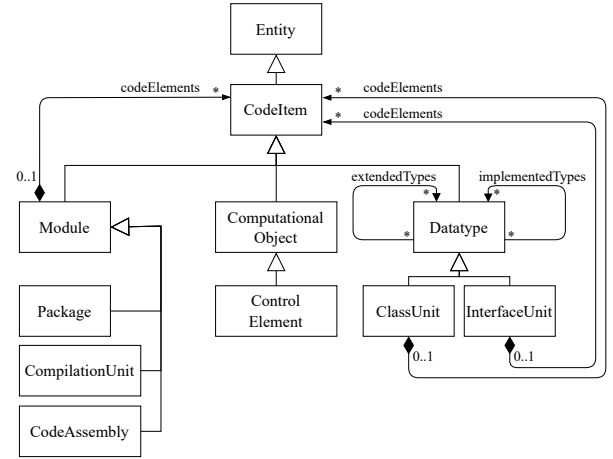 Entity
codeElements
*
*
codeElements
CodeItem
*
codeElements
0..1
extendedTypes
implementedTypes
*
*
Module
Computational
Object
Datatype
*
*
Package
Control
Element
ClassUnit
InterfaceUnit
CompilationUnit
0..1
0..1
CodeAssembly